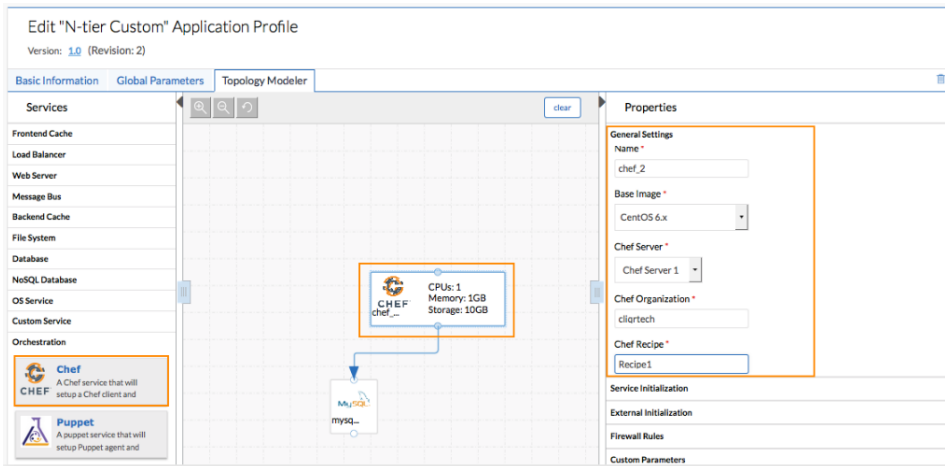 Edit "N-tier Custom" Application Profile
Version: 1.0 (Revision: 2)
Basic Information Global Parameters Topology Modeler
Services
Frontend Cache
Load Balancer
Web Server
Message Bus
Backend Cache
File System
Database
NoSQL Database
OS Service
Custom Service
Orchestration
CHEF
Chef
A Chef service that will
setup a Chef client and
Puppet
A puppet service that will
setup Puppet agent and
clear
CHEF
chef_...
CPUs: 1
Memory: 1GB
Storage: 10GB
MySQL
mysq...
Properties
General Settings
Name *
chef_2
Base Image *
CentOS 6.x
Chef Server *
Chef Server 1
Chef Organization *
cliqrtech
Chef Recipe *
Recipe1
Service Initialization
External Initialization
Firewall Rules
Custom Parameters